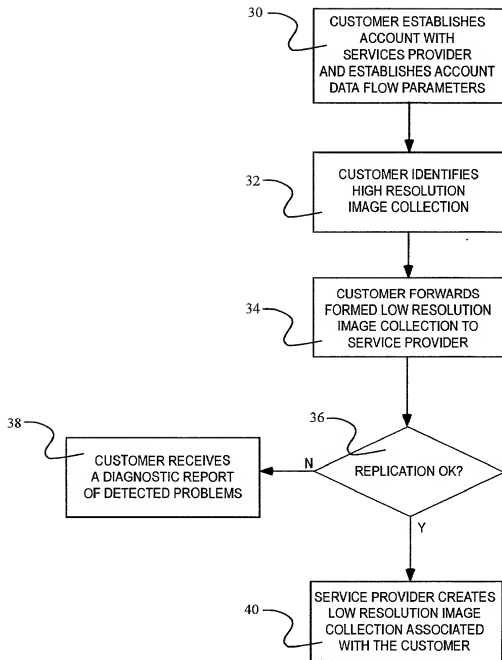 30
CUSTOMER ESTABLISHES
ACCOUNT WITH
SERVICES PROVIDER
AND ESTABLISHES ACCOUNT
DATA FLOW PARAMETERS
32
CUSTOMER IDENTIFIES
HIGH RESOLUTION
IMAGE COLLECTION
34
CUSTOMER FORWARDS
FORMED LOW RESOLUTION
IMAGE COLLECTION TO
SERVICE PROVIDER
36
REPLICATION OK?
N
Y
38
CUSTOMER RECEIVES
A DIAGNOSTIC REPORT
OF DETECTED PROBLEMS
40
SERVICE PROVIDER CREATES
LOW RESOLUTION IMAGE
COLLECTION ASSOCIATED
WITH THE CUSTOMER